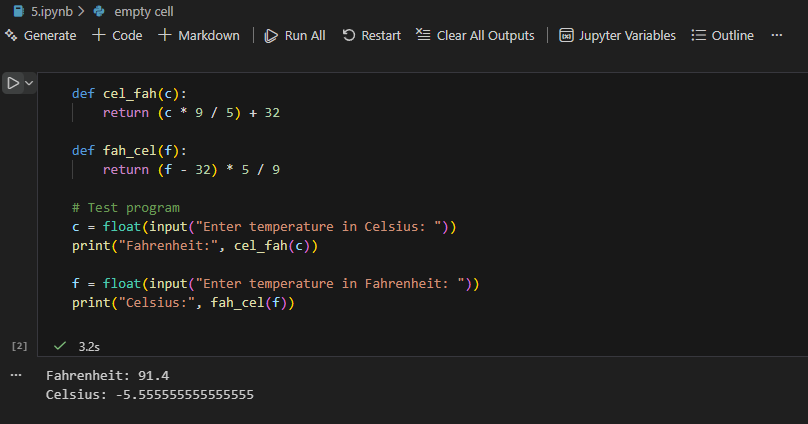 5.ipynb > empty cell
Generate + Code + Markdown Run All Restart Clear All Outputs Jupyter Variables Outline ...
def cel_fah(c):
    return (c * 9 / 5) + 32
def fah_cel(f):
    return (f - 32) * 5 / 9
# Test program
c = float(input("Enter temperature in Celsius: "))
print("Fahrenheit:", cel_fah(c))
f = float(input("Enter temperature in Fahrenheit: "))
print("Celsius:", fah_cel(f))
[2] ✓ 3.2s
... Fahrenheit: 91.4
Celsius: -5.555555555555555